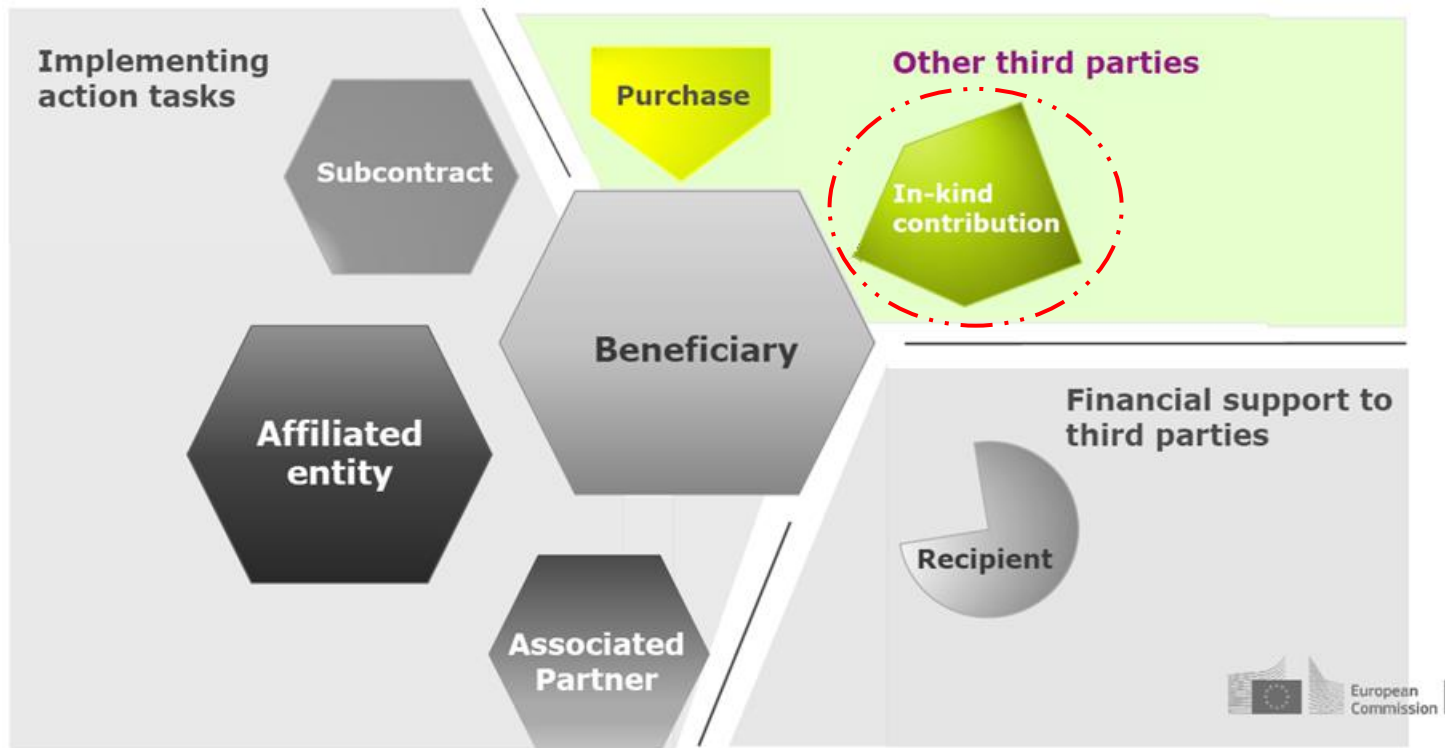 Implementing
action tasks
Subcontract
Purchase
Other third parties
In-kind
contribution
Beneficiary
Affiliated
entity
Associated
Partner
Financial support to
third parties
Recipient
European
Commission